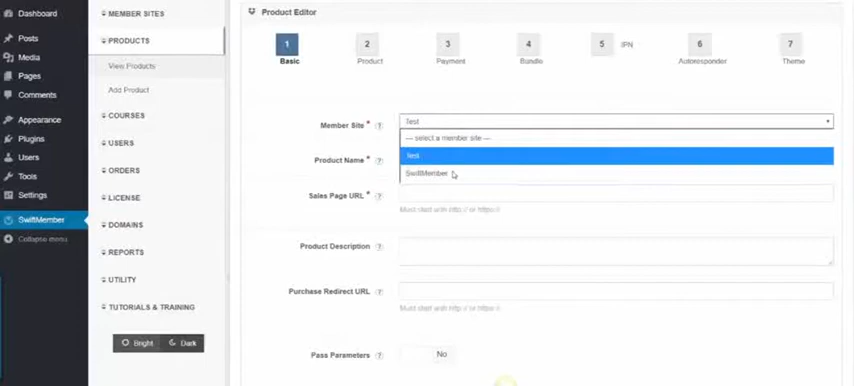 Dashboard
Posts
Media
Pages
Comments
Appearance
Plugins
Users
Tools
Settings
SwiftMember
Collapse menu
MEMBER SITES
PRODUCTS
View Products
Add Product
COURSES
USERS
ORDERS
LICENSE
DOMAINS
REPORTS
UTILITY
TUTORIALS & TRAINING
Bright Dark
Product Editor
1 2 3 4 5 IPN 6 7
Basic Product Payment Bundle Autoresponder Theme
Member Site * ? Test
--- select a member site ---
Test
Product Name * ?
SwiftMember
Sales Page URL * ?
Must start with http:// or https://
Product Description ?
Purchase Redirect URL ?
Must start with http:// or https://
Pass Parameters ? No